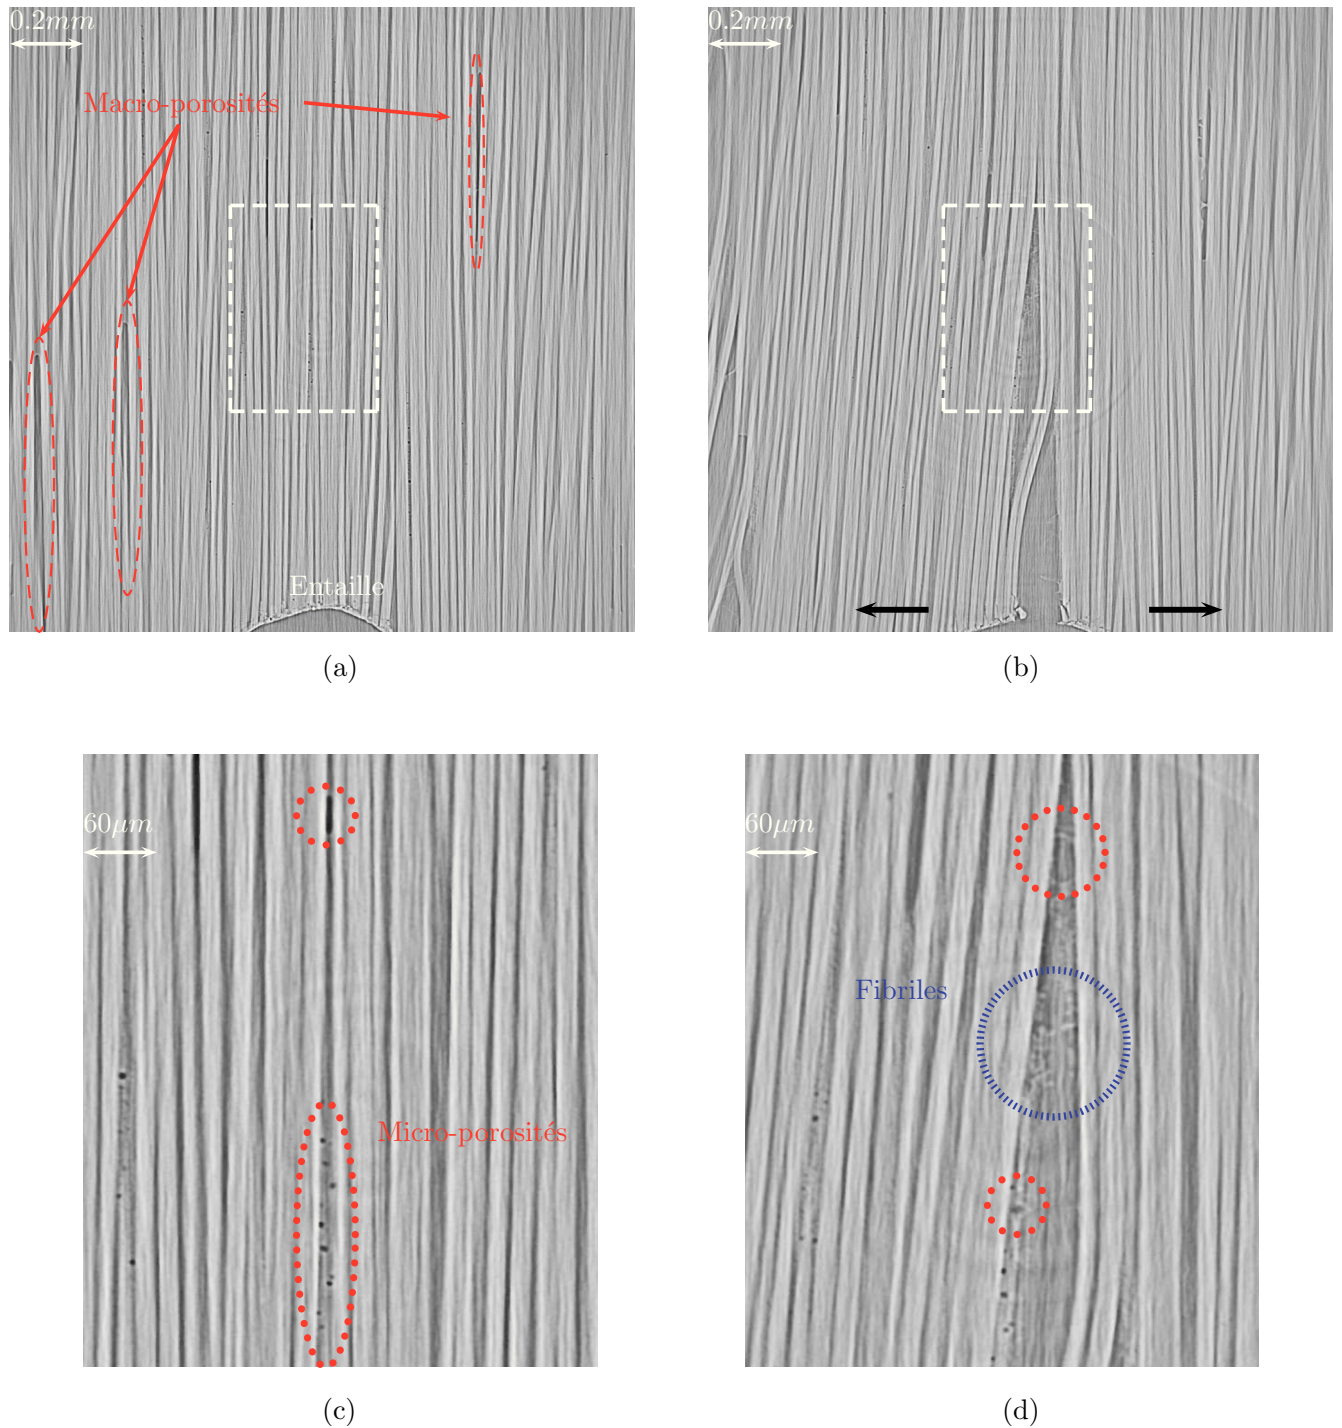 0.2mm
0.2mm
Macro-porosités
Entaille
(a)
(b)
60μm
60μm
Fibriles
Micro-porosités
(c)
(d)